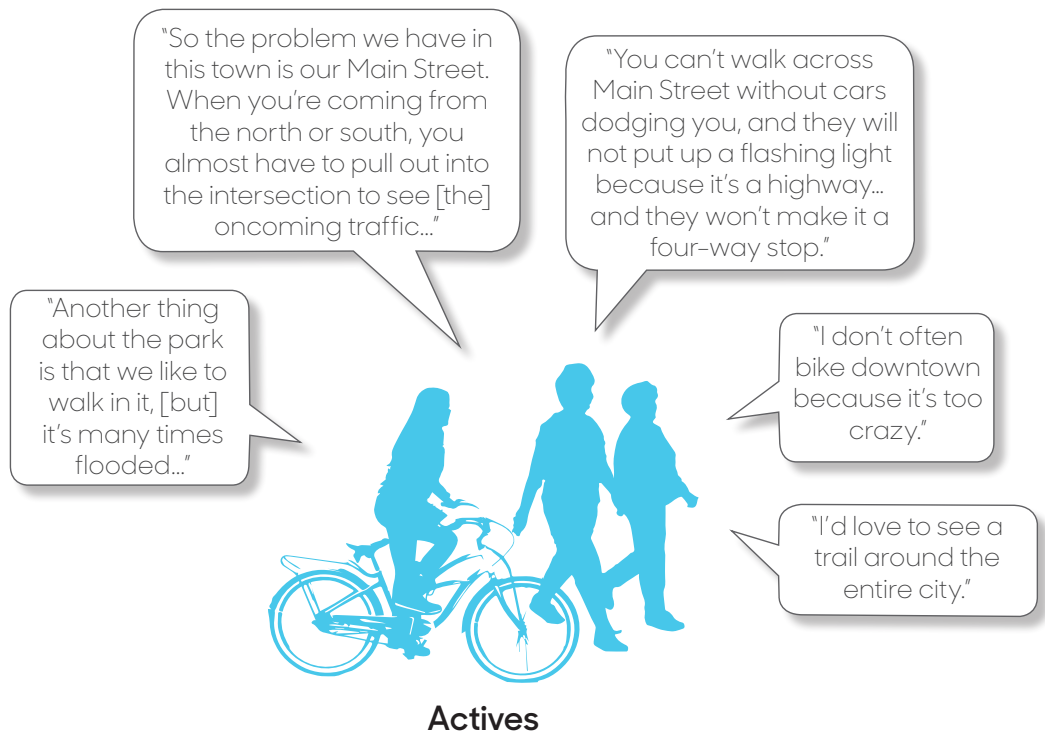 "So the problem we have in
this town is our Main Street.
When you're coming from
the north or south, you
almost have to pull out into
the intersection to see [the]
oncoming traffic..."
"You can't walk across
Main Street without cars
dodging you, and they will
not put up a flashing light
because it's a highway...
and they won't make it a
four-way stop."
"Another thing
about the park
is that we like to
walk in it, [but]
it's many times
flooded..."
"I don't often
bike downtown
because it's too
crazy."
"I'd love to see a
trail around the
entire city."
Actives